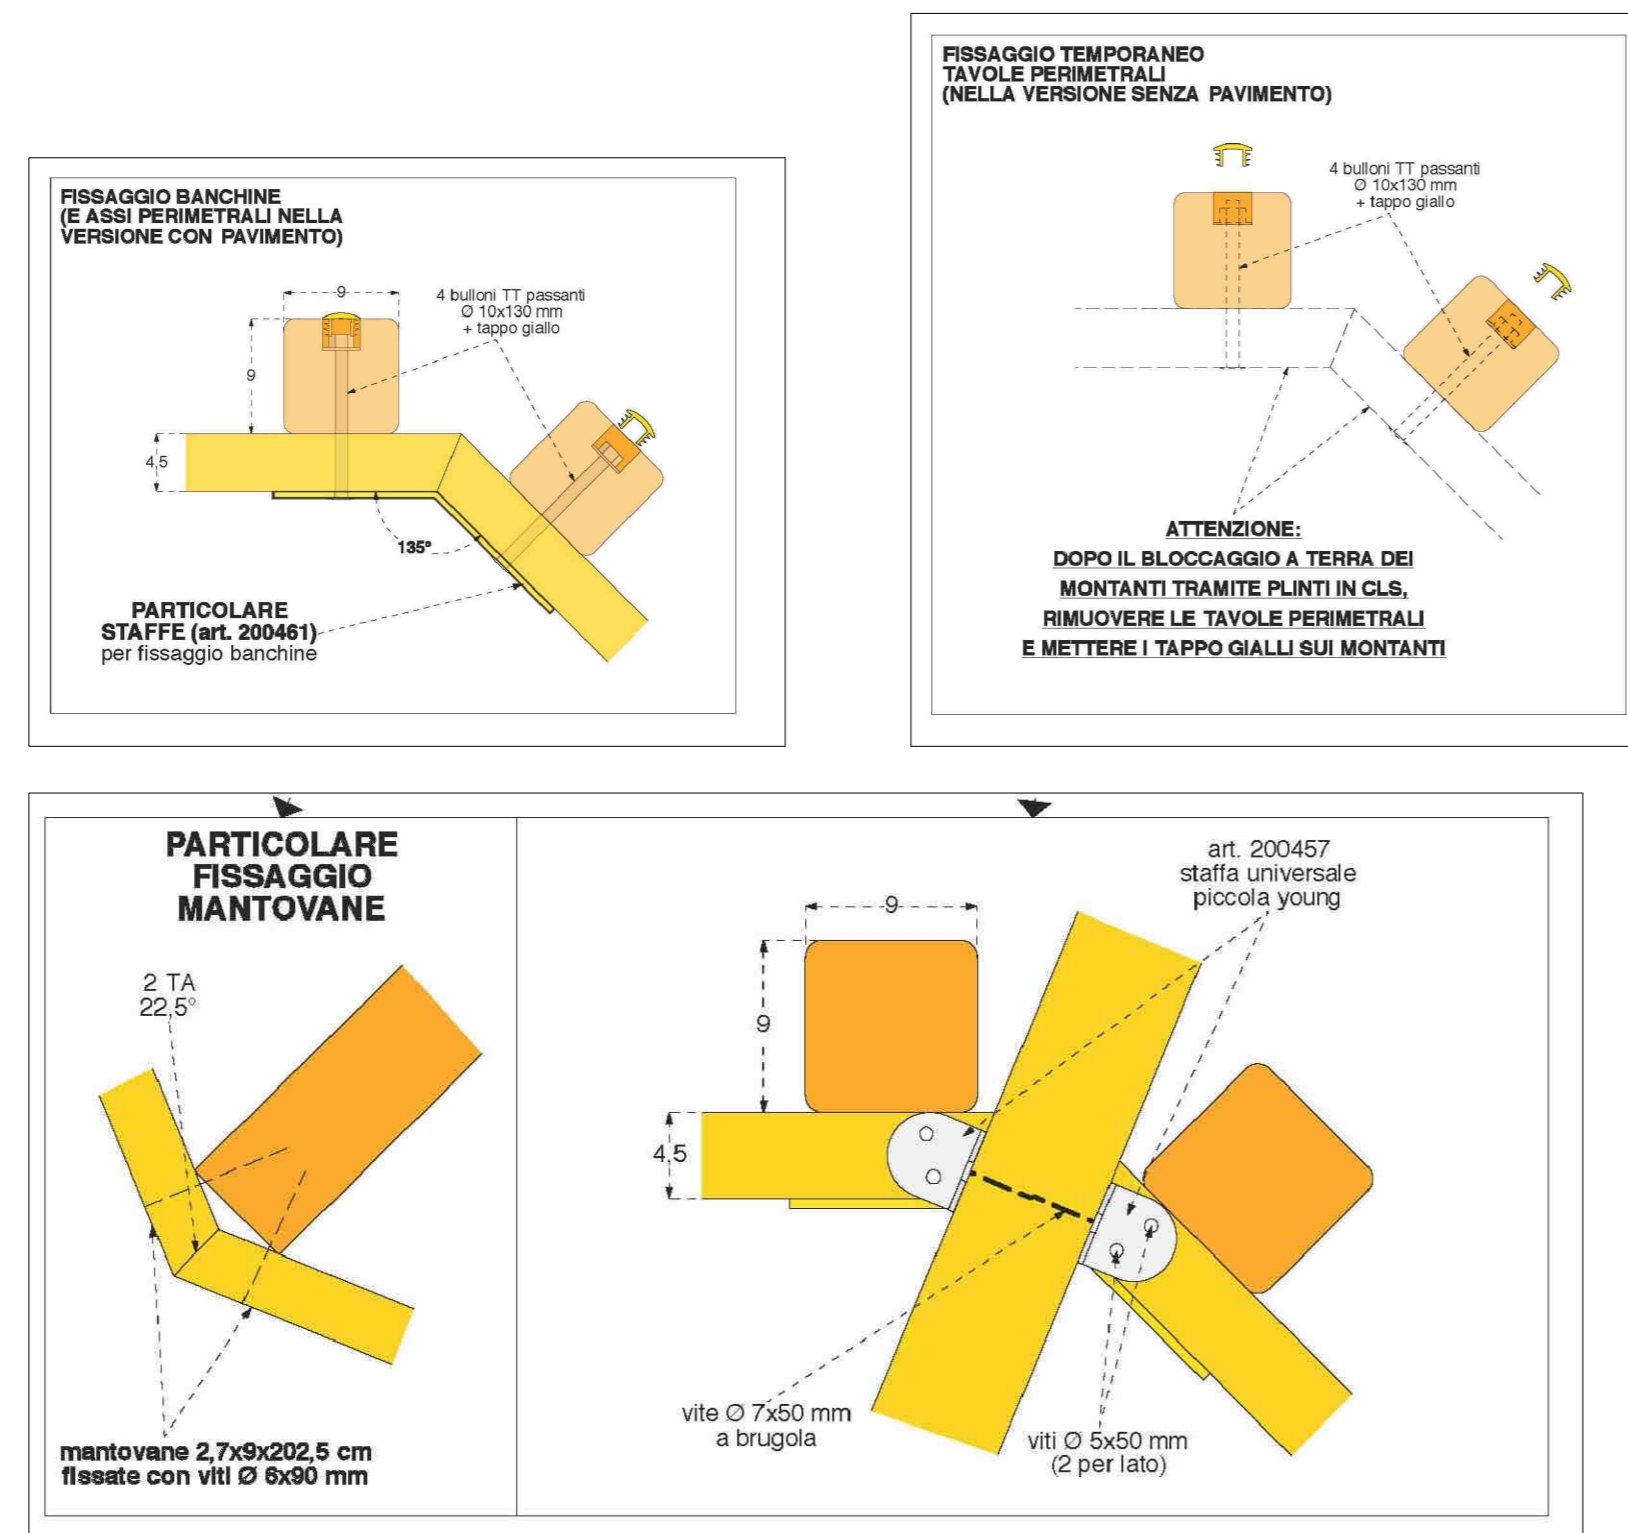 FISSAGGIO BANCHINE
(E ASSI PERIMETRALI NELLA
VERSIONE CON PAVIMENTO)
9
4 bulloni TT passanti
Ø 10x130 mm
+ tappo giallo
9
4,5
135°
PARTICOLARE
STAFFE (art. 200461)
per fissaggio banchine
FISSAGGIO TEMPORANEO
TAVOLE PERIMETRALI
(NELLA VERSIONE SENZA PAVIMENTO)
4 bulloni TT passanti
Ø 10x130 mm
+ tappo giallo
ATTENZIONE:
DOPO IL BLOCCAGGIO A TERRA DEI
MONTANTI TRAMITE PLINTI IN CLS,
RIMUOVERE LE TAVOLE PERIMETRALI
E METTERE I TAPPO GIALLI SUI MONTANTI
PARTICOLARE
FISSAGGIO
MANTOVANE
2 TA
22,5°
mantovane 2,7x9x202,5 cm
fissate con viti Ø 6x90 mm
art. 200457
staffa universale
piccola young
9
9
4,5
vite Ø 7x50 mm
a brugola
viti Ø 5x50 mm
(2 per lato)